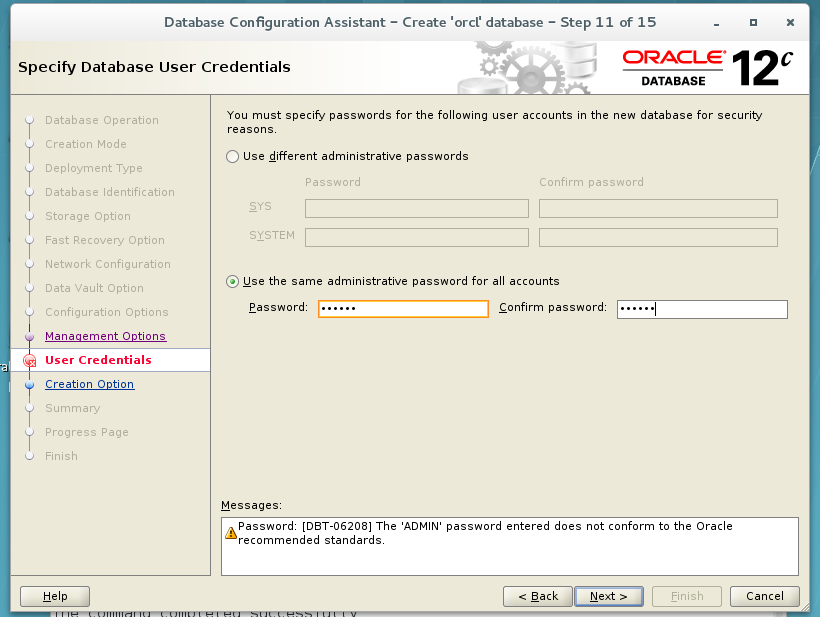 Database Configuration Assistant – Create 'orcl' database – Step 11 of 15
Specify Database User Credentials
ORACLE
DATABASE
12c
Database Operation
Creation Mode
Deployment Type
Database Identification
Storage Option
Fast Recovery Option
Network Configuration
Data Vault Option
Configuration Options
Management Options
User Credentials
Creation Option
Summary
Progress Page
Finish
You must specify passwords for the following user accounts in the new database for security
reasons.
Use different administrative passwords
Password Confirm password
SYS
SYSTEM
Use the same administrative password for all accounts
Password: •••••• Confirm password: ••••••
Messages:
Password: [DBT-06208] The 'ADMIN' password entered does not conform to the Oracle
recommended standards.
Help
< Back
Next >
Finish
Cancel
The command completed successfully